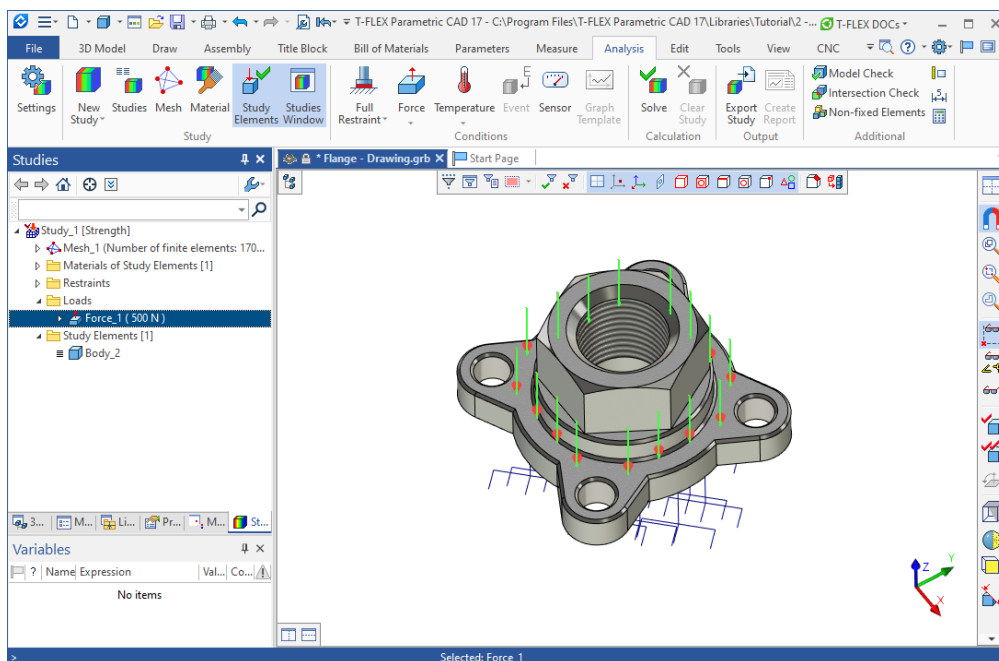 T-FLEX Parametric CAD 17 - C:\Program Files\T-FLEX Parametric CAD 17\Libraries\Tutorial\2 -...
T-FLEX DOCs
File 3D Model Draw Assembly Title Block Bill of Materials Parameters Measure Analysis Edit Tools View CNC
Settings New Study Studies Mesh Material Study Elements Studies Window Full Restraint Force Temperature Event Sensor Graph Template Solve Clear Study Export Study Create Report
Model Check
Intersection Check
Non-fixed Elements
Study Conditions Calculation Output Additional
Studies
* Flange - Drawing.grb
Start Page
Study_1 [Strength]
Mesh_1 (Number of finite elements: 170...
Materials of Study Elements [1]
Restraints
Loads
Force_1 ( 500 N )
Study Elements [1]
Body_2
3... M... Li... Pr... M... St...
Variables
? Name Expression Val... Co...
No items
Z
Y
X
> Selected: Force_1